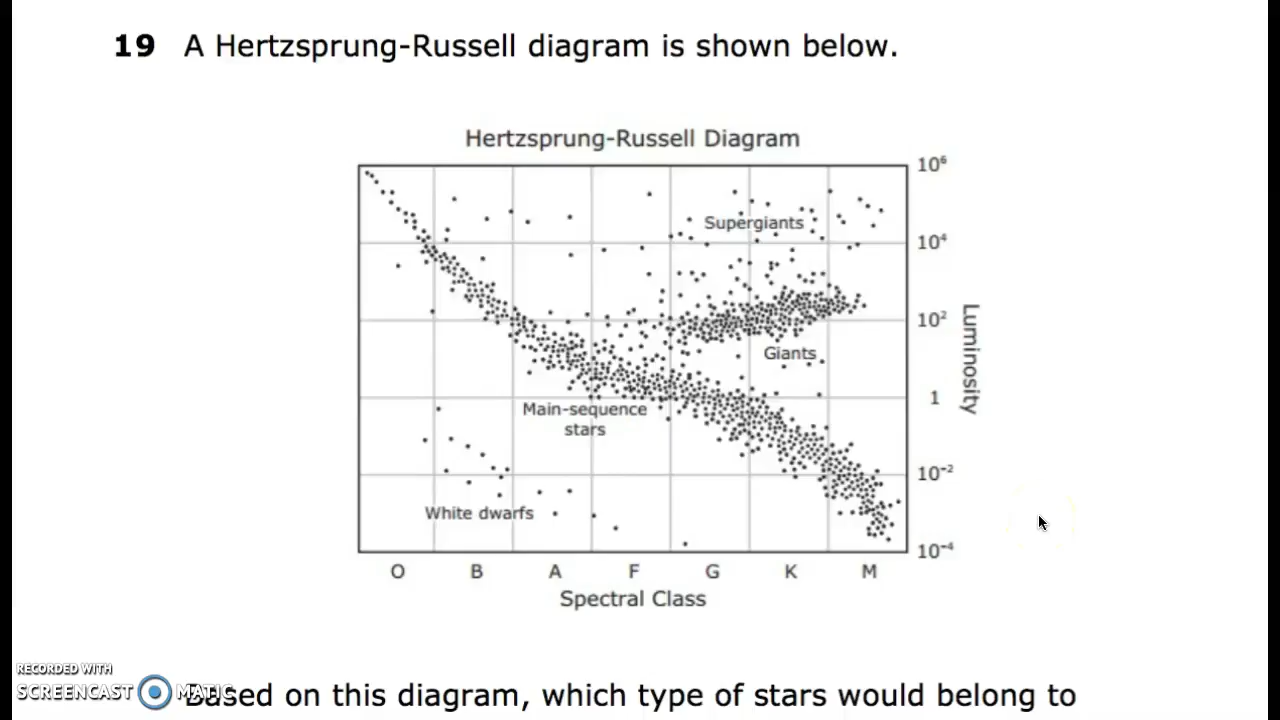 19 A Hertzsprung-Russell diagram is shown below.
Hertzsprung-Russell Diagram
10⁶
Supergiants
10⁴
10²
Giants
Luminosity
1
Main-sequence
stars
10⁻²
White dwarfs
10⁻⁴
O B A F G K M
Spectral Class
RECORDED WITH
SCREENCAST MATIC
Based on this diagram, which type of stars would belong to